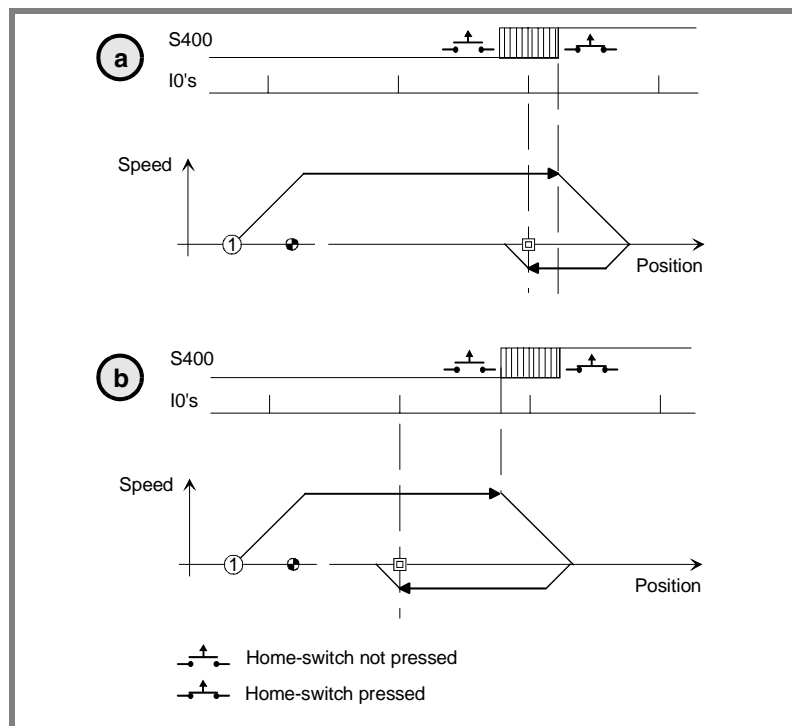 a
S400
I0's
Speed
1
Position
b
S400
I0's
Speed
1
Position
Home-switch not pressed
Home-switch pressed